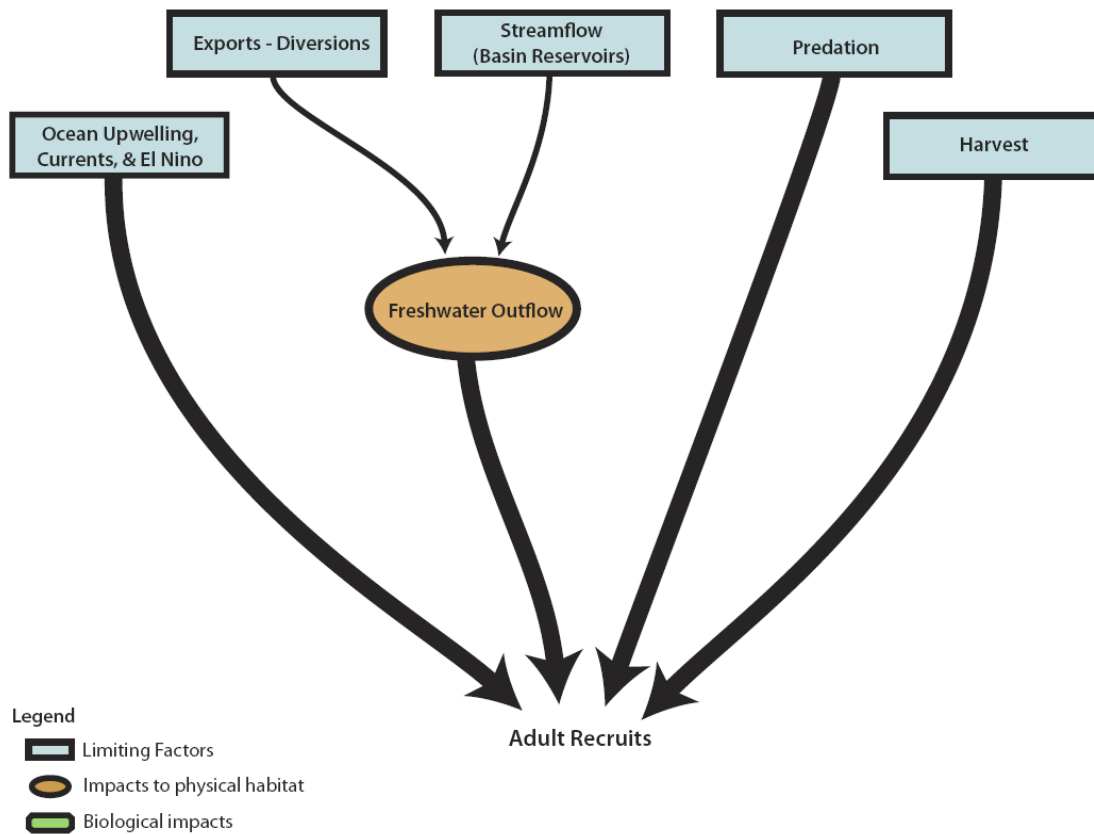 Exports - Diversions
Streamflow
(Basin Reservoirs)
Predation
Ocean Upwelling,
Currents, & El Nino
Harvest
Freshwater Outflow
Adult Recruits
Legend
Limiting Factors
Impacts to physical habitat
Biological impacts